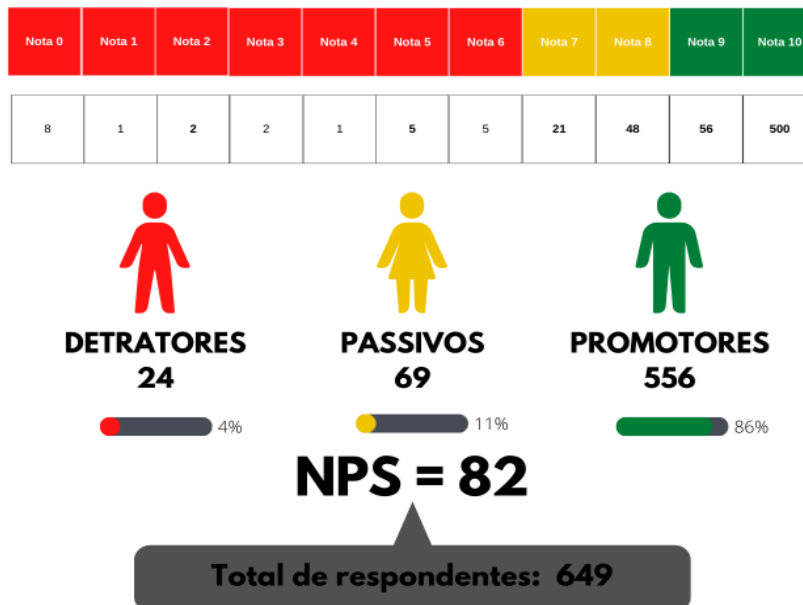 Nota 0 Nota 1 Nota 2 Nota 3 Nota 4 Nota 5 Nota 6 Nota 7 Nota 8 Nota 9 Nota 10
8 1 2 2 1 5 5 21 48 56 500
DETRATORES PASSIVOS PROMOTORES
24 69 556
4% 11% 86%
NPS = 82
Total de respondentes: 649